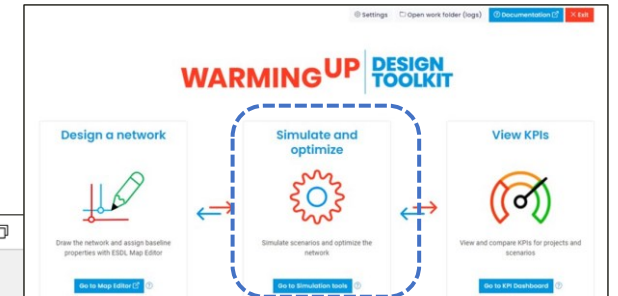 Settings Open work folder (logs) Documentation Exit
WARMINGUP DESIGN TOOLKIT
Design a network
Simulate and optimize
View KPIs
Draw the network and assign baseline properties with ESDL Map Editor
Simulate scenarios and optimize the network
View and compare KPIs for projects and scenarios
Go to Map Editor
Go to Simulation tools
Go to KPI Dashboard